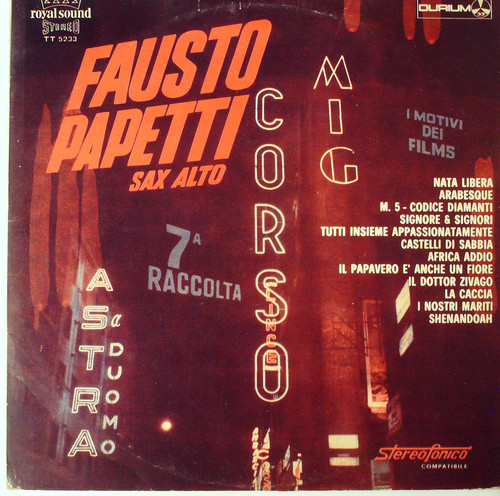 royal sound
STEREO
TT 5233
DURIUM
FAUSTO
PAPETTI
SAX ALTO
MIG
CORSO
I MOTIVI
DEI
FILMS
7A
RACCOLTA
NATA LIBERA
ARABESQUE
M. 5 - CODICE DIAMANTI
SIGNORE & SIGNORI
TUTTI INSIEME APPASSIONATAMENTE
CASTELLI DI SABBIA
AFRICA ADDIO
IL PAPAVERO E' ANCHE UN FIORE
IL DOTTOR ZIVAGO
LA CACCIA
I NOSTRI MARITI
SHENANDOAH
ASTRA
al DUOMO
Stereofonico
COMPATIBILE